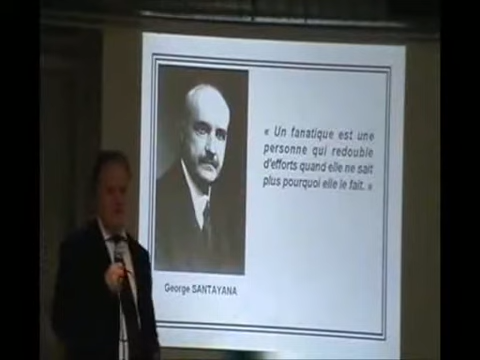 « Un fanatique est une
personne qui redouble
d'efforts quand elle ne sait
plus pourquoi elle le fait. »
George SANTAYANA